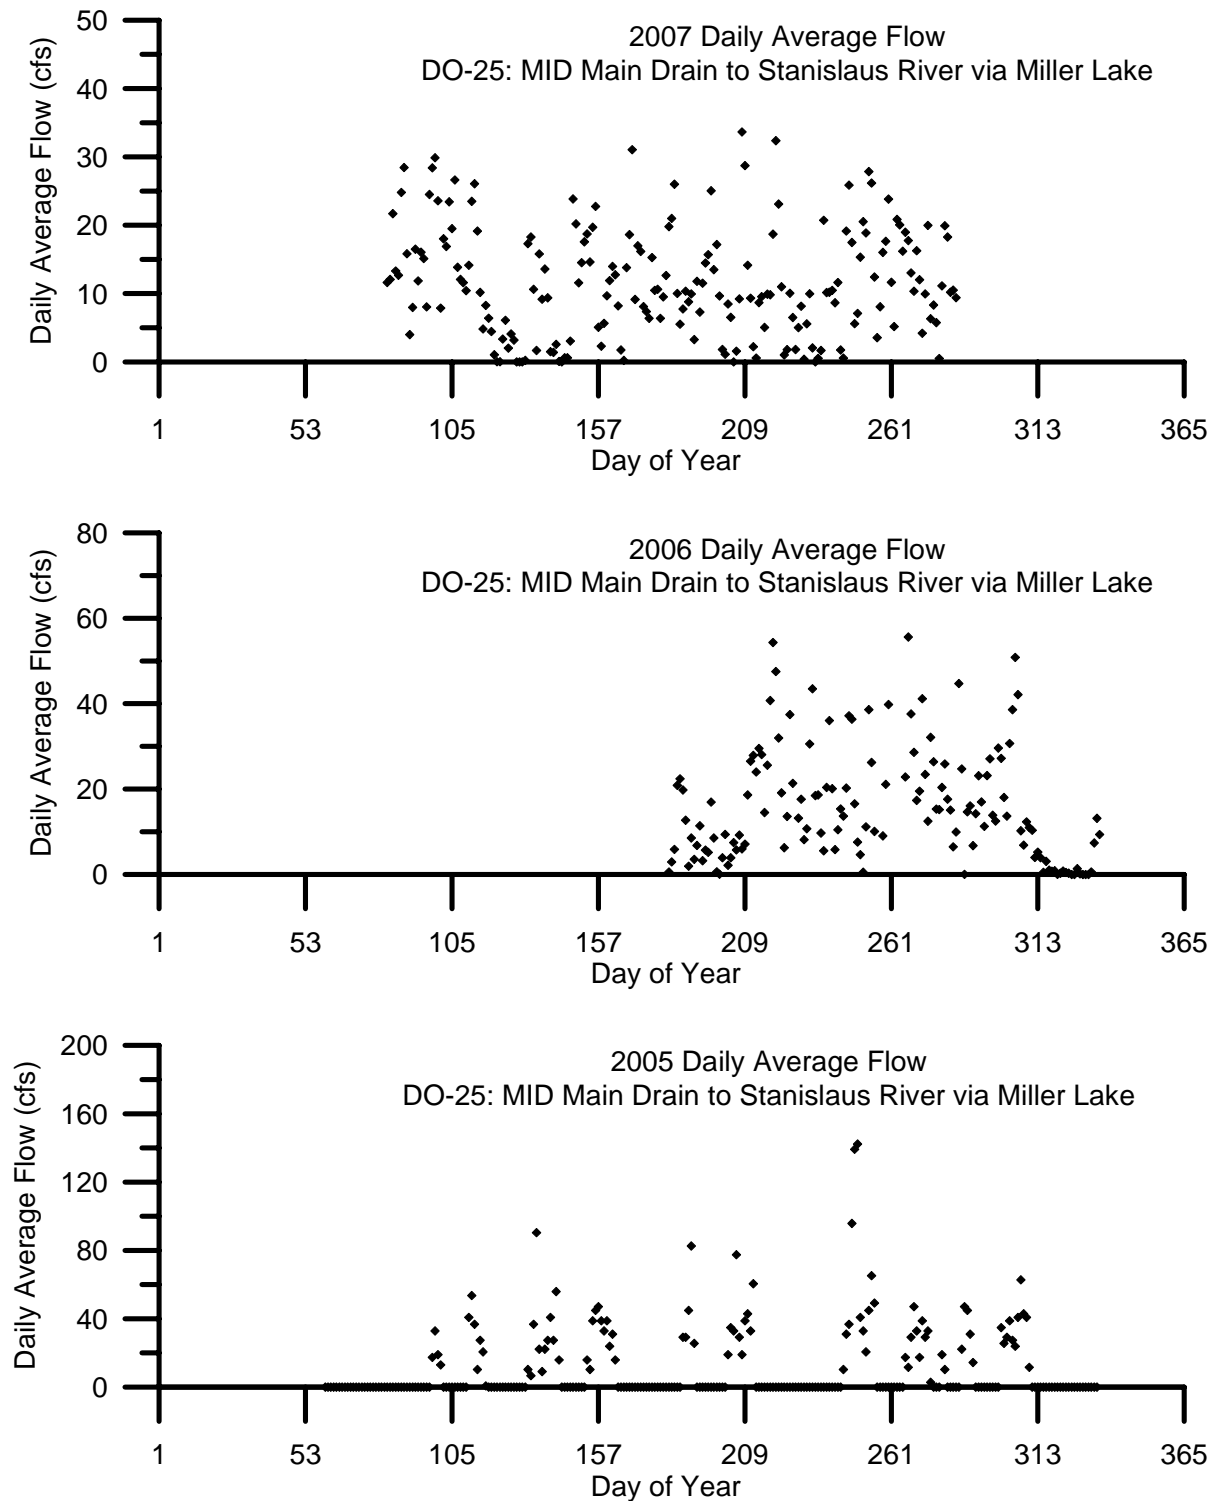 2007 Daily Average Flow
DO-25: MID Main Drain to Stanislaus River via Miller Lake
Daily Average Flow (cfs)
50
40
30
20
10
0
1 53 105 157 209 261 313 365
Day of Year
2006 Daily Average Flow
DO-25: MID Main Drain to Stanislaus River via Miller Lake
Daily Average Flow (cfs)
80
60
40
20
0
1 53 105 157 209 261 313 365
Day of Year
2005 Daily Average Flow
DO-25: MID Main Drain to Stanislaus River via Miller Lake
Daily Average Flow (cfs)
200
160
120
80
40
0
1 53 105 157 209 261 313 365
Day of Year